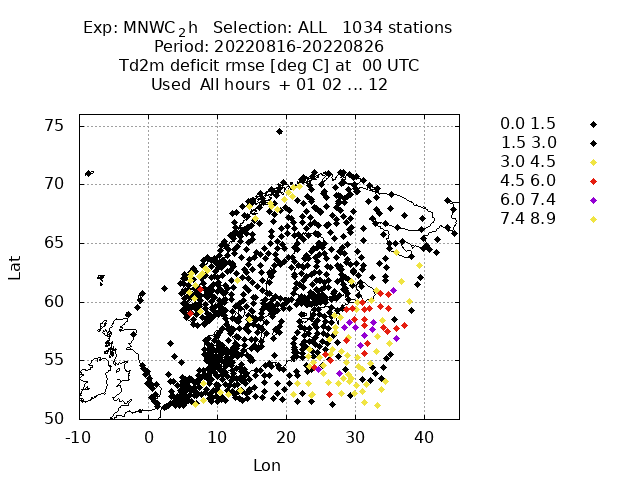 Exp: MNWC₂h Selection: ALL 1034 stations
Period: 20220816-20220826
Td2m deficit rmse [deg C] at 00 UTC
Used All hours + 01 02 ... 12
0.0 1.5
1.5 3.0
3.0 4.5
4.5 6.0
6.0 7.4
7.4 8.9
75
70
65
60
55
50
Lat
-10 0 10 20 30 40
Lon